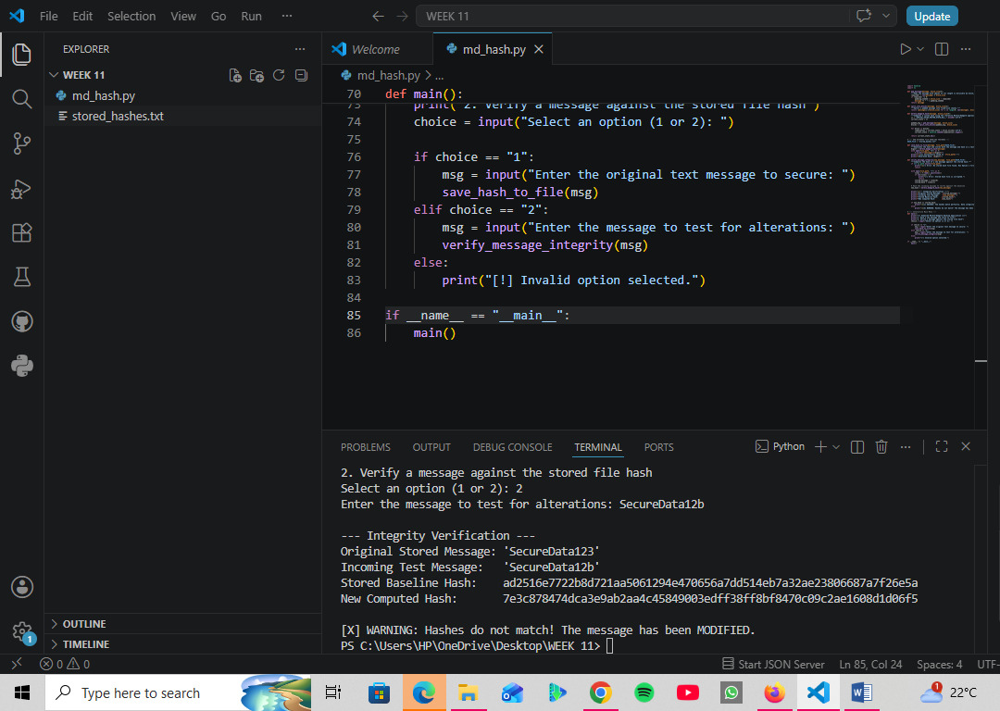 File Edit Selection View Go Run ··· WEEK 11 Update
EXPLORER ···
WEEK 11
md_hash.py
stored_hashes.txt
OUTLINE
TIMELINE
Welcome md_hash.py
md_hash.py > ...
70 def main():
73 print("2. Verify a message against the stored file hash")
74 choice = input("Select an option (1 or 2): ")
75
76 if choice == "1":
77 msg = input("Enter the original text message to secure: ")
78 save_hash_to_file(msg)
79 elif choice == "2":
80 msg = input("Enter the message to test for alterations: ")
81 verify_message_integrity(msg)
82 else:
83 print("[!] Invalid option selected.")
84
85 if __name__ == "__main__":
86 main()
PROBLEMS OUTPUT DEBUG CONSOLE TERMINAL PORTS Python
2. Verify a message against the stored file hash
Select an option (1 or 2): 2
Enter the message to test for alterations: SecureData12b
--- Integrity Verification ---
Original Stored Message: 'SecureData123'
Incoming Test Message: 'SecureData12b'
Stored Baseline Hash: ad2516e7722b8d721aa5061294e470656a7dd514eb7a32ae23806687a7f26e5a
New Computed Hash: 7e3c878474dca3e9ab2aa4c45849003edff38ff8bf8470c09c2ae1608d1d06f5
[X] WARNING: Hashes do not match! The message has been MODIFIED.
PS C:\Users\HP\OneDrive\Desktop\WEEK 11>
1
0 0 Start JSON Server Ln 85, Col 24 Spaces: 4 UTF-
Type here to search 1 22°C